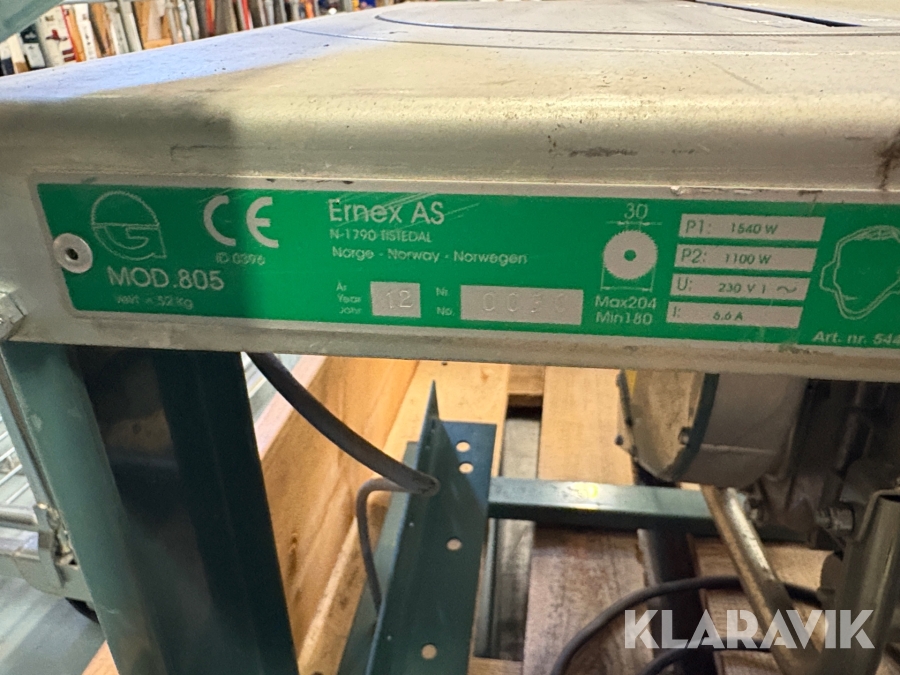 MOD.805
CE
ID 0396
Ernex AS
N-1790 TISTEDAL
Norge - Norway - Norwegen
År
Year
Jahr
12
Nr.
No.
30
Max204
Min180
P1: 1540 W
P2: 1100 W
U: 230 V 1 ~
I: 6,6 A
Art. nr.
KLARAVIK